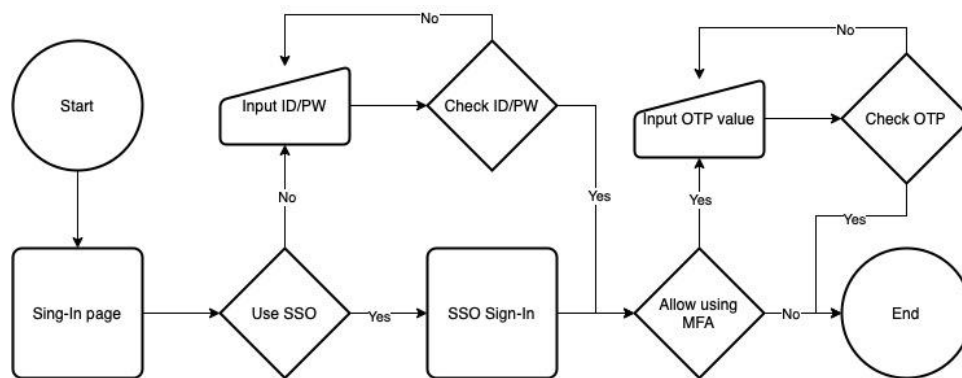 No
No
Start
Input ID/PW
Check ID/PW
Input OTP value
Check OTP
No
Yes
Yes
Yes
Sing-In page
Use SSO
Yes
SSO Sign-In
Allow using
MFA
No
End